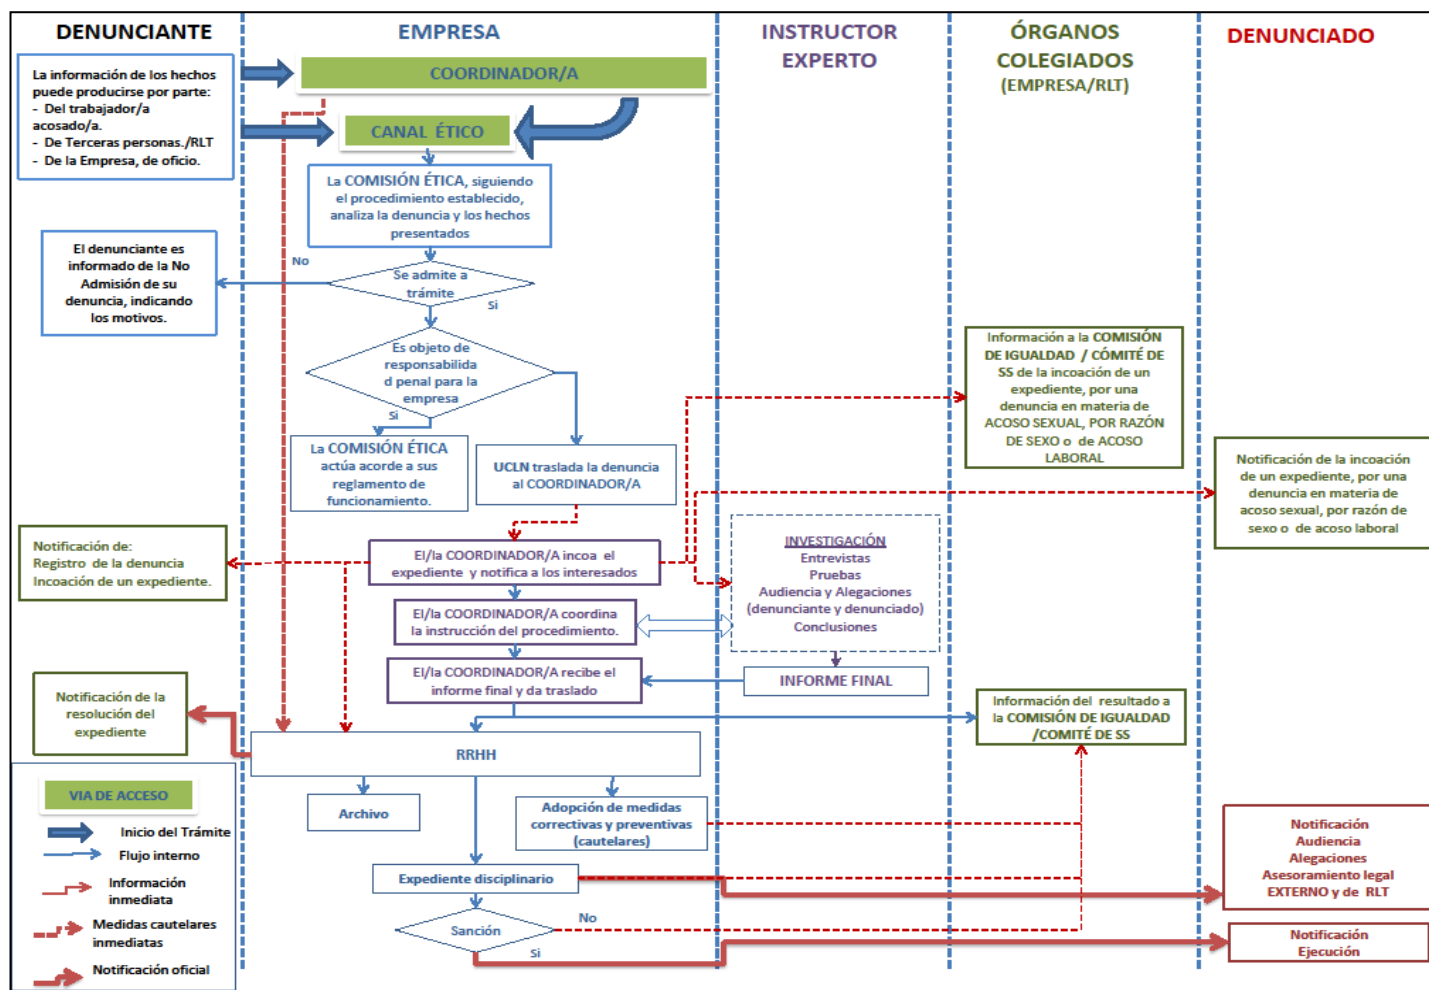 DENUNCIANTE
EMPRESA
INSTRUCTOR
EXPERTO
ÓRGANOS
COLEGIADOS
(EMPRESA/RLT)
DENUNCIADO
La información de los hechos
puede producirse por parte:
- Del trabajador/a
acosado/a.
- De Terceras personas./RLT
- De la Empresa, de oficio.
COORDINADOR/A
CANAL ÉTICO
La COMISIÓN ÉTICA, siguiendo
el procedimiento establecido,
analiza la denuncia y los hechos
presentados
El denunciante es
informado de la No
Admisión de su
denuncia, indicando
los motivos.
No
Se admite a
trámite
Si
Es objeto de
responsabilida
d penal para la
empresa
Si
La COMISIÓN ÉTICA
actúa acorde a sus
reglamento de
funcionamiento.
UCLN traslada la denuncia
al COORDINADOR/A
Información a la COMISIÓN
DE IGUALDAD / CÓMITÉ DE
SS de la incoación de un
expediente, por una
denuncia en materia de
ACOSO SEXUAL, POR RAZÓN
DE SEXO o de ACOSO
LABORAL
Notificación de la incoación
de un expediente, por una
denuncia en materia de
acoso sexual, por razón de
sexo o de acoso laboral
Notificación de:
Registro de la denuncia
Incoación de un expediente.
El/la COORDINADOR/A incoa el
expediente y notifica a los interesados
INVESTIGACIÓN
Entrevistas
Pruebas
Audiencia y Alegaciones
(denunciante y denunciado)
Conclusiones
El/la COORDINADOR/A coordina
la instrucción del procedimiento.
El/la COORDINADOR/A recibe el
informe final y da traslado
INFORME FINAL
Notificación de la
resolución del
expediente
Información del resultado a
la COMISIÓN DE IGUALDAD
/COMITÉ DE SS
RRHH
Archivo
Adopción de medidas
correctivas y preventivas
(cautelares)
Expediente disciplinario
Sanción
No
Si
Notificación
Audiencia
Alegaciones
Asesoramiento legal
EXTERNO y de RLT
Notificación
Ejecución
VIA DE ACCESO
Inicio del Trámite
Flujo interno
Información
inmediata
Medidas cautelares
inmediatas
Notificación oficial